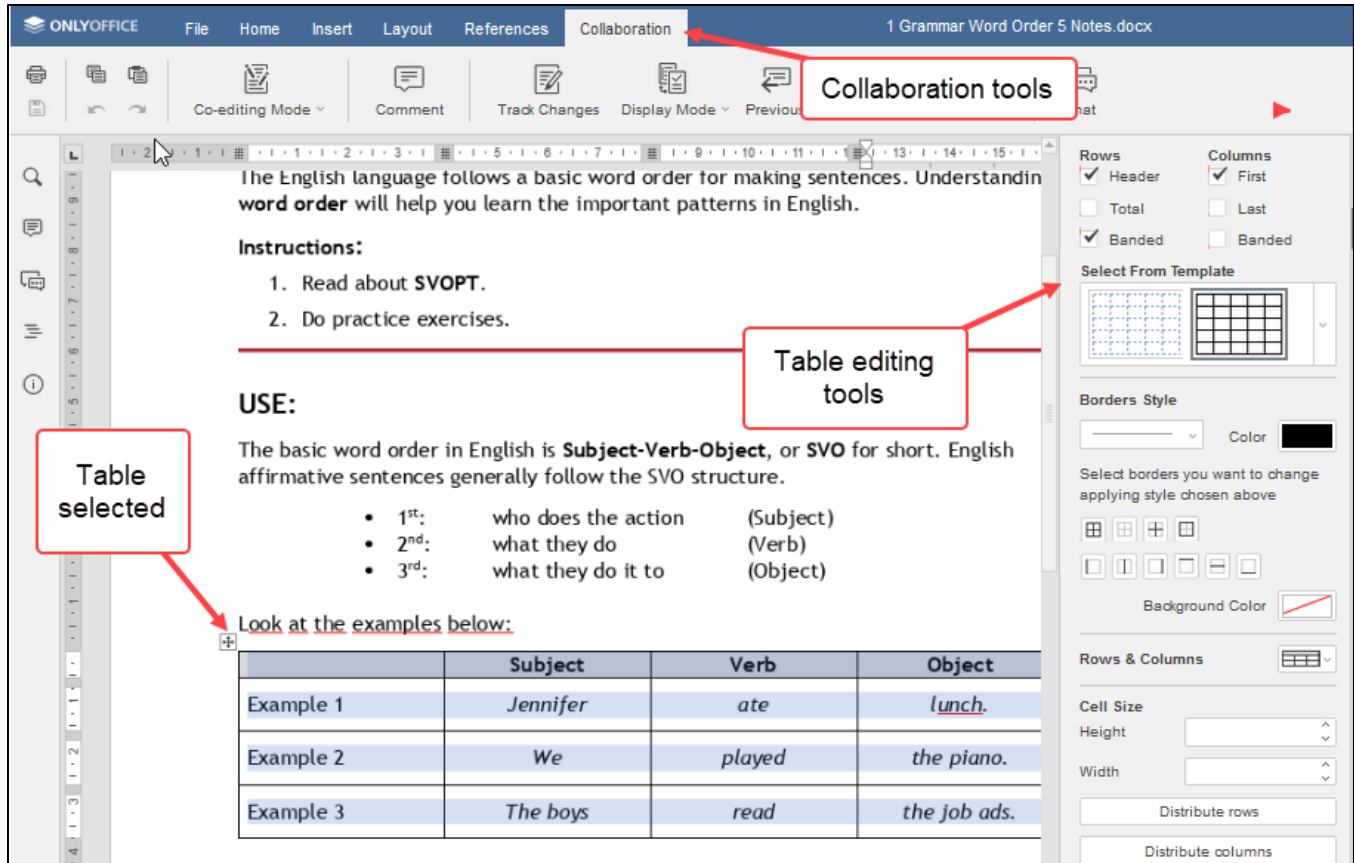 ONLYOFFICE File Home Insert Layout References Collaboration 1 Grammar Word Order 5 Notes.docx
Collaboration tools
Co-editing Mode Comment Track Changes Display Mode
The English language follows a basic word order for making sentences.
word order will help you learn the important patterns in English.
Instructions:
1. Read about SVOPT.
2. Do practice exercises.
USE:
The basic word order in English is Subject-Verb-Object, or SVO for short. English
affirmative sentences generally follow the SVO structure.
• 1st: who does the action (Subject)
• 2nd: what they do (Verb)
• 3rd: what they do it to (Object)
Look at the examples below:
Subject Verb Object
Example 1 Jennifer ate lunch.
Example 2 We played the piano.
Example 3 The boys read the job ads.
Table
selected
Table editing
tools
Rows Columns
Header First
Total Last
Banded Banded
Select From Template
Borders Style
Color
Select borders you want to change
applying style chosen above
Background Color
Rows & Columns
Cell Size
Height
Width
Distribute rows
Distribute columns